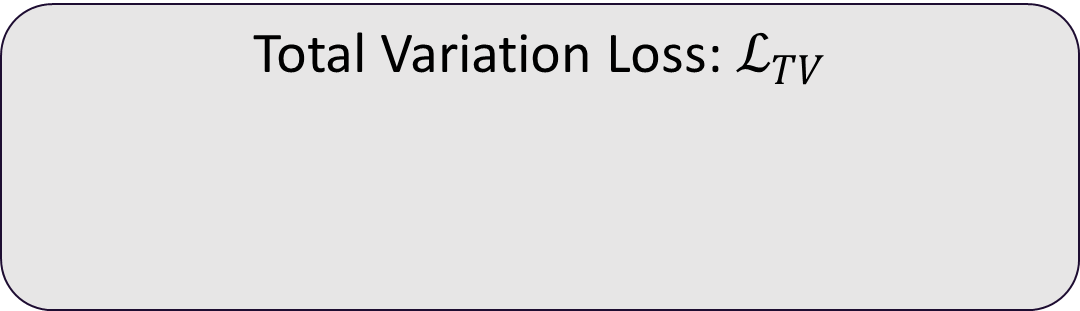 Total Variation Loss: ℒ_TV